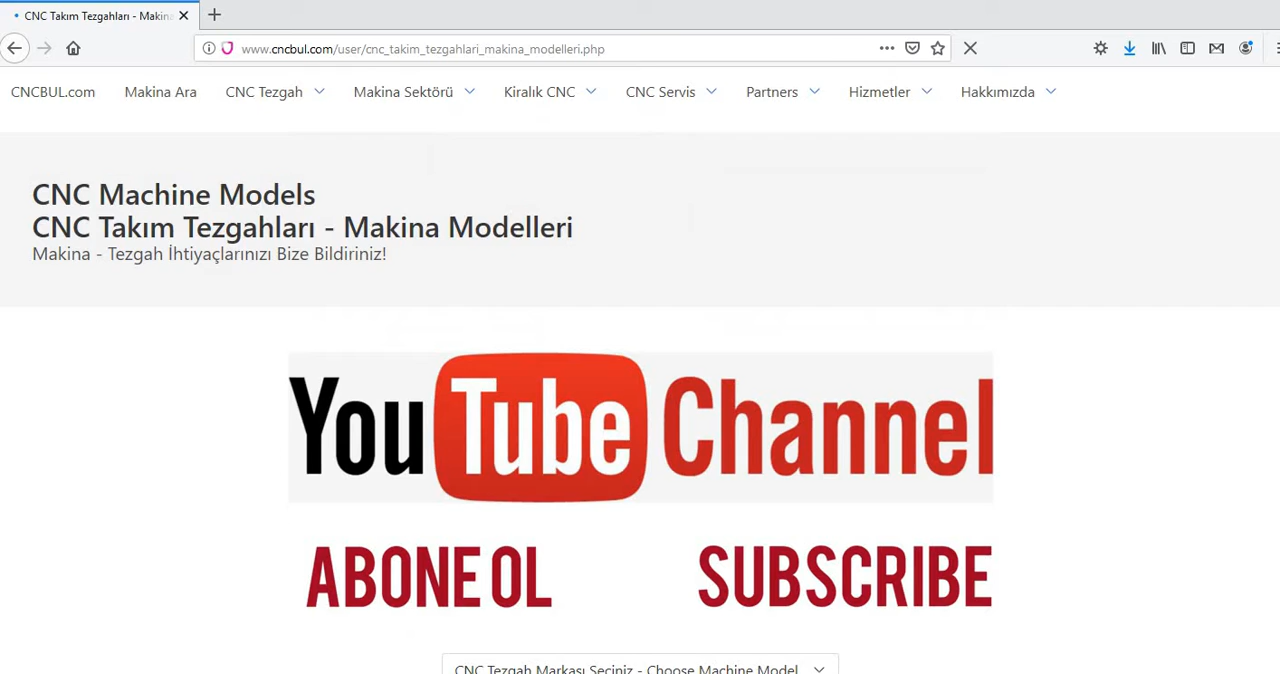 CNC Takım Tezgahları - Makina
www.cncbul.com/user/cnc_takim_tezgahlari_makina_modelleri.php
CNCBUL.com Makina Ara CNC Tezgah Makina Sektörü Kiralık CNC CNC Servis Partners Hizmetler Hakkımızda
CNC Machine Models
CNC Takım Tezgahları - Makina Modelleri
Makina - Tezgah İhtiyaçlarınızı Bize Bildiriniz!
YouTube Channel
ABONE OL SUBSCRIBE
CNC Tezgah Markası Seçiniz - Choose Machine Model